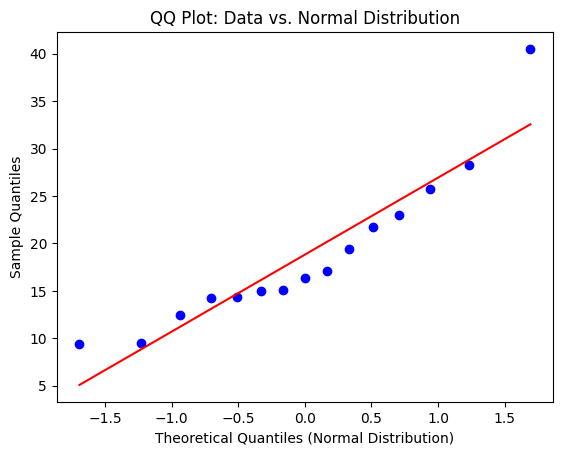 QQ Plot: Data vs. Normal Distribution
40
35
30
25
20
15
10
5
Sample Quantiles
−1.5 −1.0 −0.5 0.0 0.5 1.0 1.5
Theoretical Quantiles (Normal Distribution)